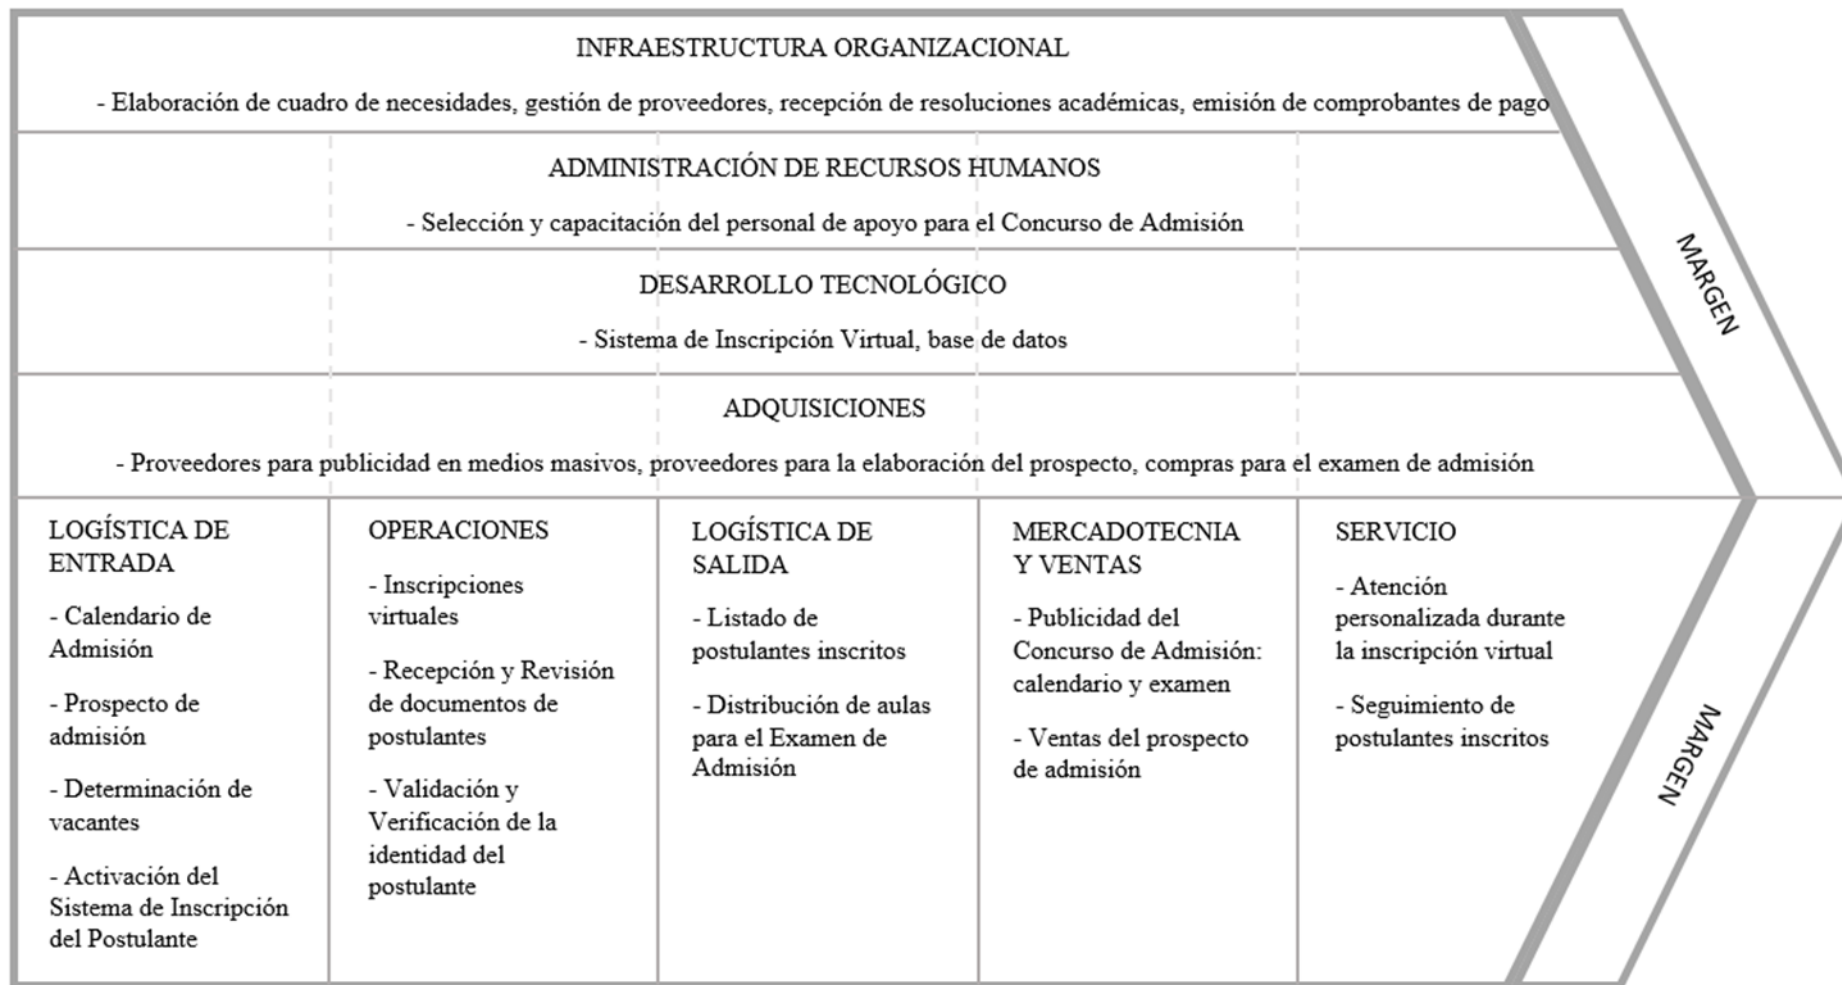 INFRAESTRUCTURA ORGANIZACIONAL
- Elaboración de cuadro de necesidades, gestión de proveedores, recepción de resoluciones académicas, emisión de comprobantes de pago
ADMINISTRACIÓN DE RECURSOS HUMANOS
- Selección y capacitación del personal de apoyo para el Concurso de Admisión
DESARROLLO TECNOLÓGICO
- Sistema de Inscripción Virtual, base de datos
ADQUISICIONES
- Proveedores para publicidad en medios masivos, proveedores para la elaboración del prospecto, compras para el examen de admisión
MARGEN
LOGÍSTICA DE
ENTRADA
- Calendario de
Admisión
- Prospecto de
admisión
- Determinación de
vacantes
- Activación del
Sistema de Inscripción
del Postulante
OPERACIONES
- Inscripciones
virtuales
- Recepción y Revisión
de documentos de
postulantes
- Validación y
Verificación de la
identidad del
postulante
LOGÍSTICA DE
SALIDA
- Listado de
postulantes inscritos
- Distribución de aulas
para el Examen de
Admisión
MERCADOTECNIA
Y VENTAS
- Publicidad del
Concurso de Admisión:
calendario y examen
- Ventas del prospecto
de admisión
SERVICIO
- Atención
personalizada durante
la inscripción virtual
- Seguimiento de
postulantes inscritos
MARGEN